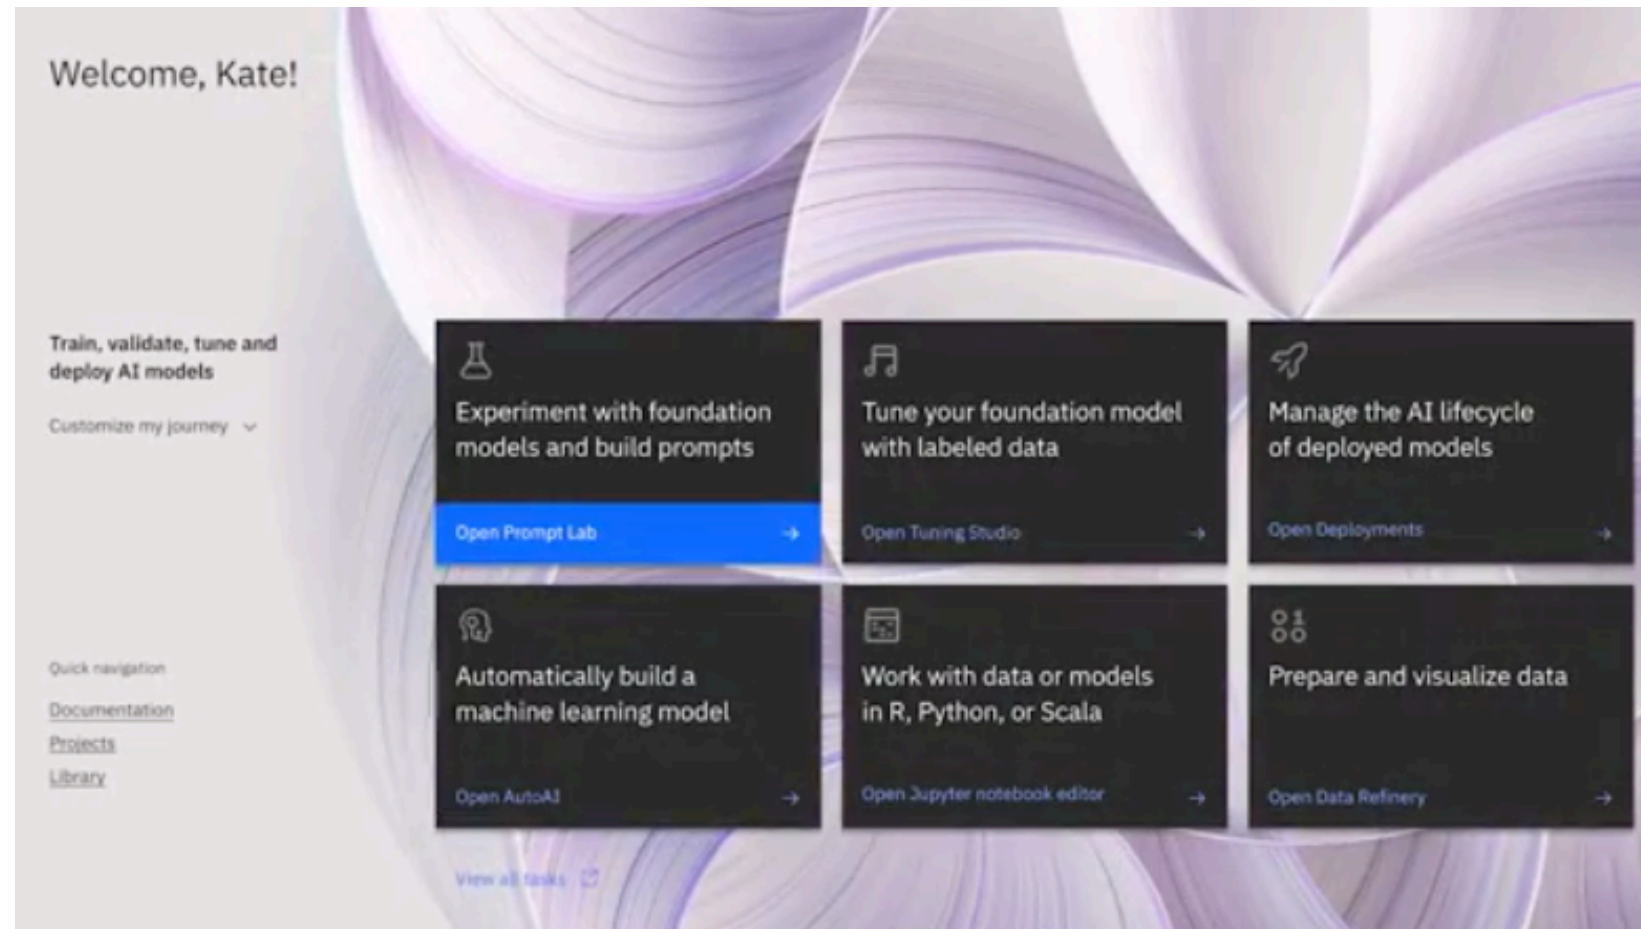 Welcome, Kate!
Train, validate, tune and
deploy AI models
Customize my journey
Quick navigation
Documentation
Projects
Library
Experiment with foundation
models and build prompts
Open Prompt Lab
Tune your foundation model
with labeled data
Open Tuning Studio
Manage the AI lifecycle
of deployed models
Open Deployments
Automatically build a
machine learning model
Open AutoAI
Work with data or models
in R, Python, or Scala
Open Jupyter notebook editor
Prepare and visualize data
Open Data Refinery
View all tasks